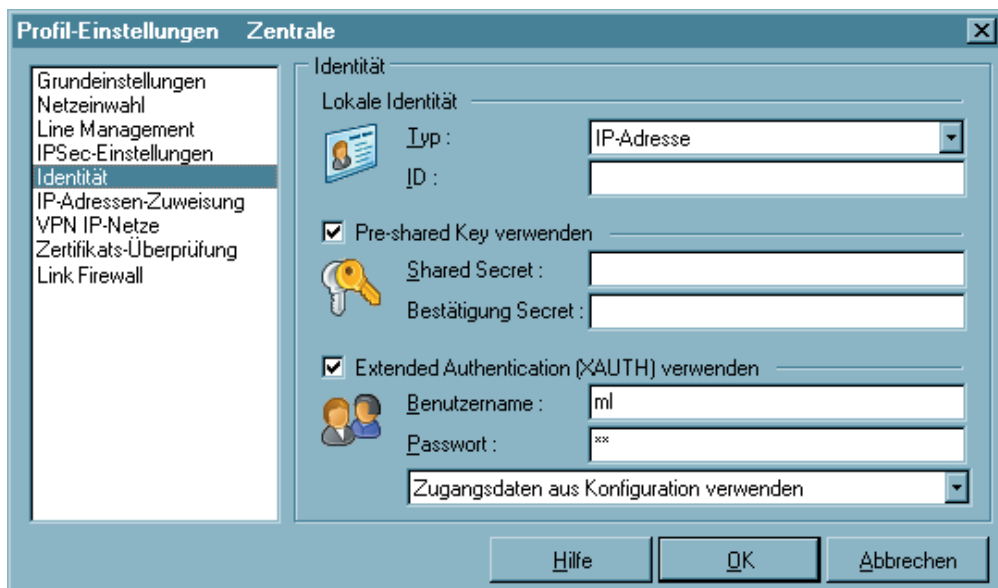 Profil-Einstellungen Zentrale
Grundeinstellungen
Netzeinwahl
Line Management
IPSec-Einstellungen
Identität
IP-Adressen-Zuweisung
VPN IP-Netze
Zertifikats-Überprüfung
Link Firewall
Identität
Lokale Identität
Typ : IP-Adresse
ID :
Pre-shared Key verwenden
Shared Secret :
Bestätigung Secret :
Extended Authentication (XAUTH) verwenden
Benutzername : ml
Passwort : **
Zugangsdaten aus Konfiguration verwenden
Hilfe OK Abbrechen